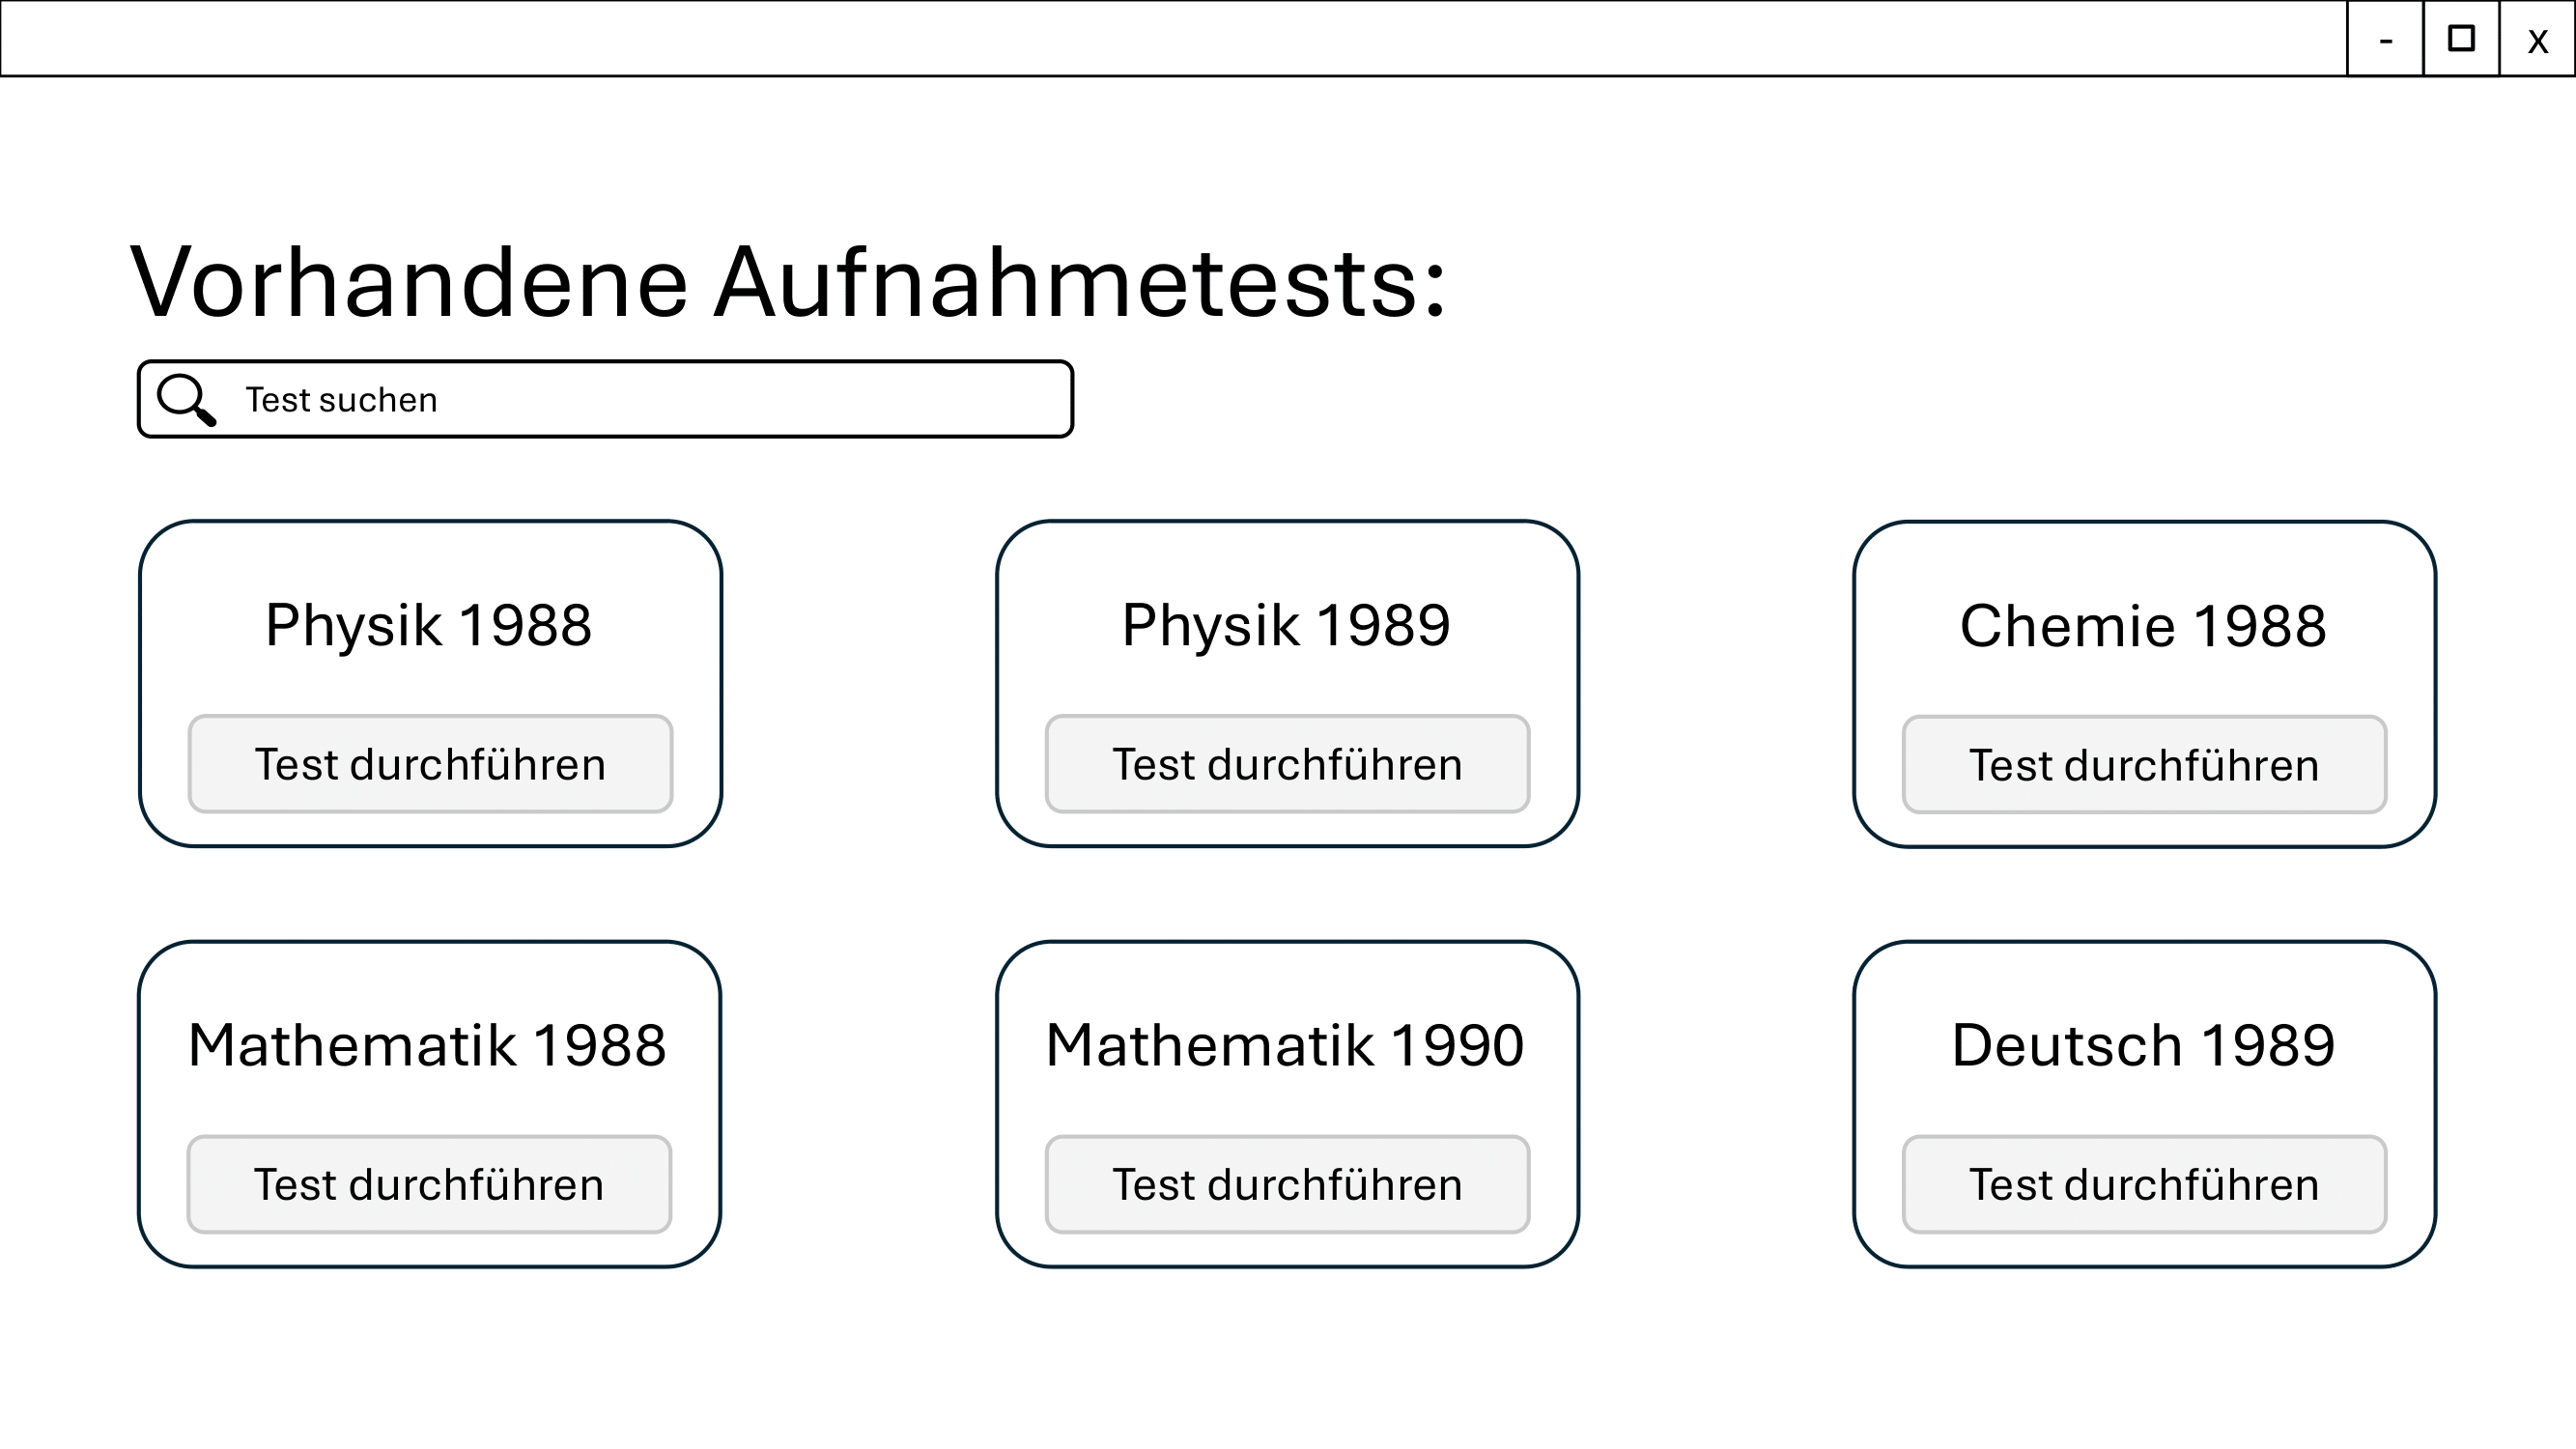 - x
Vorhandene Aufnahmetests:
Test suchen
Physik 1988
Test durchführen
Physik 1989
Test durchführen
Chemie 1988
Test durchführen
Mathematik 1988
Test durchführen
Mathematik 1990
Test durchführen
Deutsch 1989
Test durchführen